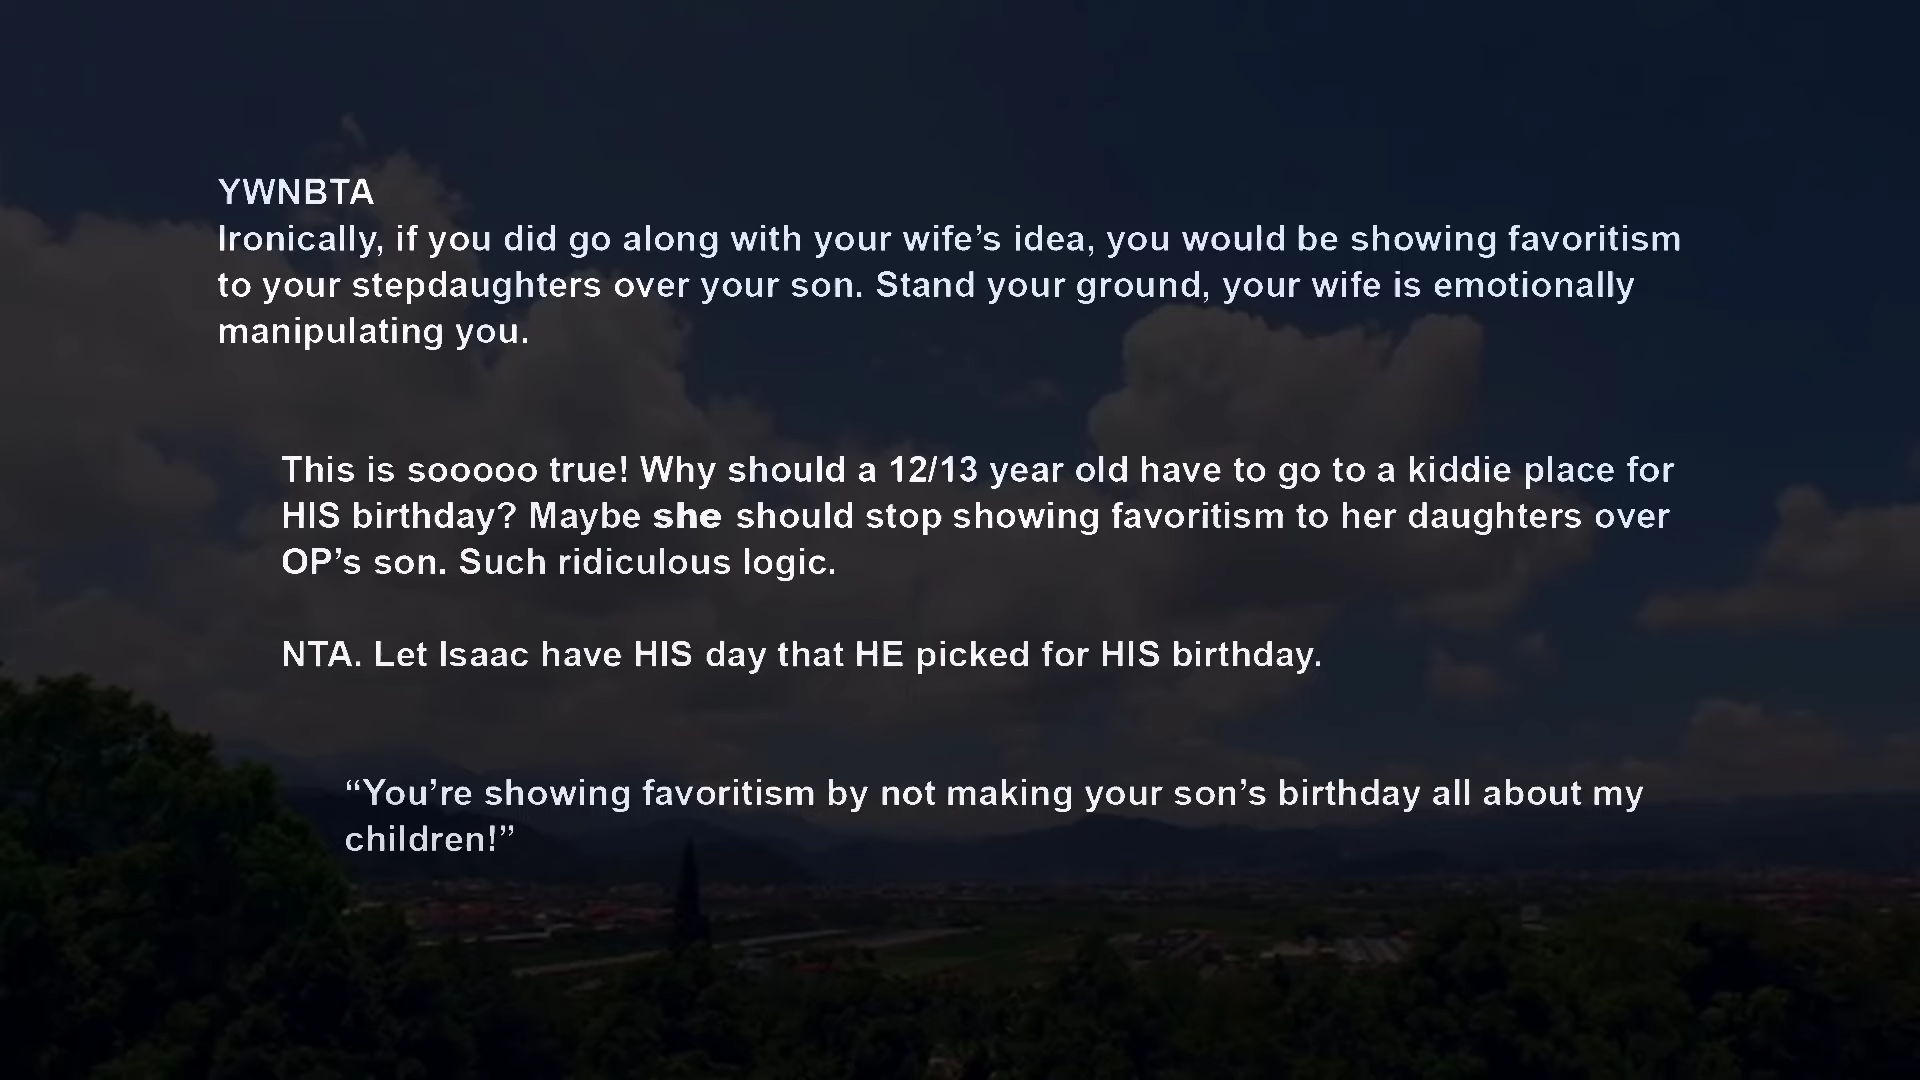 YWNBTA
Ironically, if you did go along with your wife’s idea, you would be showing favoritism
to your stepdaughters over your son. Stand your ground, your wife is emotionally
manipulating you.
This is sooooo true! Why should a 12/13 year old have to go to a kiddie place for
HIS birthday? Maybe she should stop showing favoritism to her daughters over
OP’s son. Such ridiculous logic.
NTA. Let Isaac have HIS day that HE picked for HIS birthday.
“You’re showing favoritism by not making your son’s birthday all about my
children!”